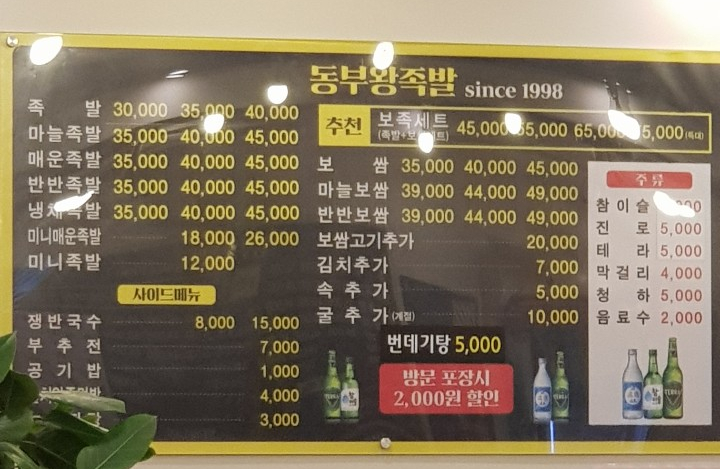 동부왕족발 since 1998
족 발 30,000 35,000 40,000
마늘족발 35,000 40,000 45,000
매운족발 35,000 40,000 45,000
반반족발 35,000 40,000 45,000
냉채족발 35,000 40,000 45,000
미니매운족발 18,000 26,000
미니족발 12,000
사이드메뉴
쟁반국수 8,000 15,000
부추전 7,000
공기밥 1,000
4,000
3,000
추천 보족세트 45,000 55,000 65,000 (특대)
보 쌈 35,000 40,000 45,000
마늘보쌈 39,000 44,000 49,000
반반보쌈 39,000 44,000 49,000
보쌈고기추가 20,000
김치추가 7,000
속추가 5,000
굴추가(계절) 10,000
번데기탕 5,000
방문 포장시
2,000원 할인
주류
참이슬
진로 5,000
테라 5,000
막걸리 4,000
청하 5,000
음료수 2,000